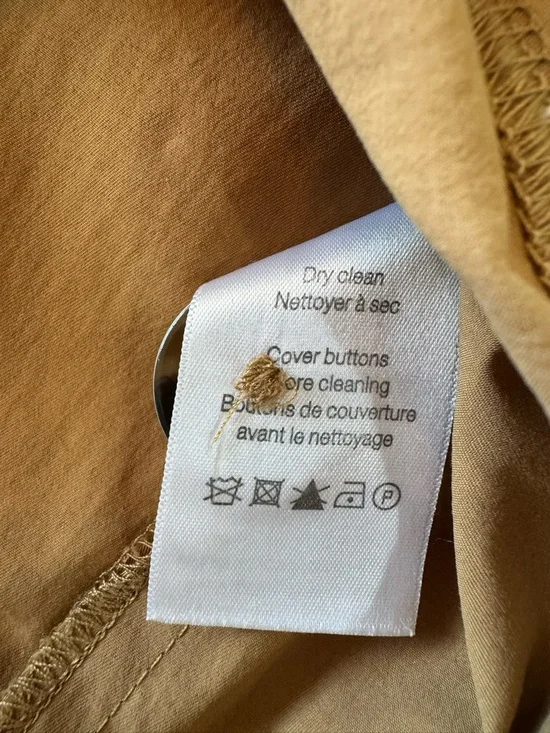 Dry clean
Nettoyer à sec
Cover buttons
cleaning
Boutons de couverture
avant le nettoyage
P